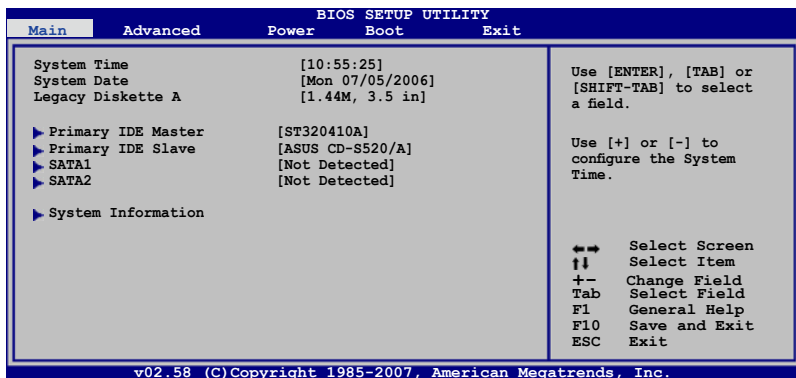 BIOS SETUP UTILITY
Main Advanced Power Boot Exit
System Time [10:55:25]
System Date [Mon 07/05/2006]
Legacy Diskette A [1.44M, 3.5 in]
Primary IDE Master [ST320410A]
Primary IDE Slave [ASUS CD-S520/A]
SATA1 [Not Detected]
SATA2 [Not Detected]
System Information
Use [ENTER], [TAB] or
[SHIFT-TAB] to select
a field.
Use [+] or [-] to
configure the System
Time.
←→ Select Screen
↑↓ Select Item
+- Change Field
Tab Select Field
F1 General Help
F10 Save and Exit
ESC Exit
v02.58 (C)Copyright 1985-2007, American Megatrends, Inc.